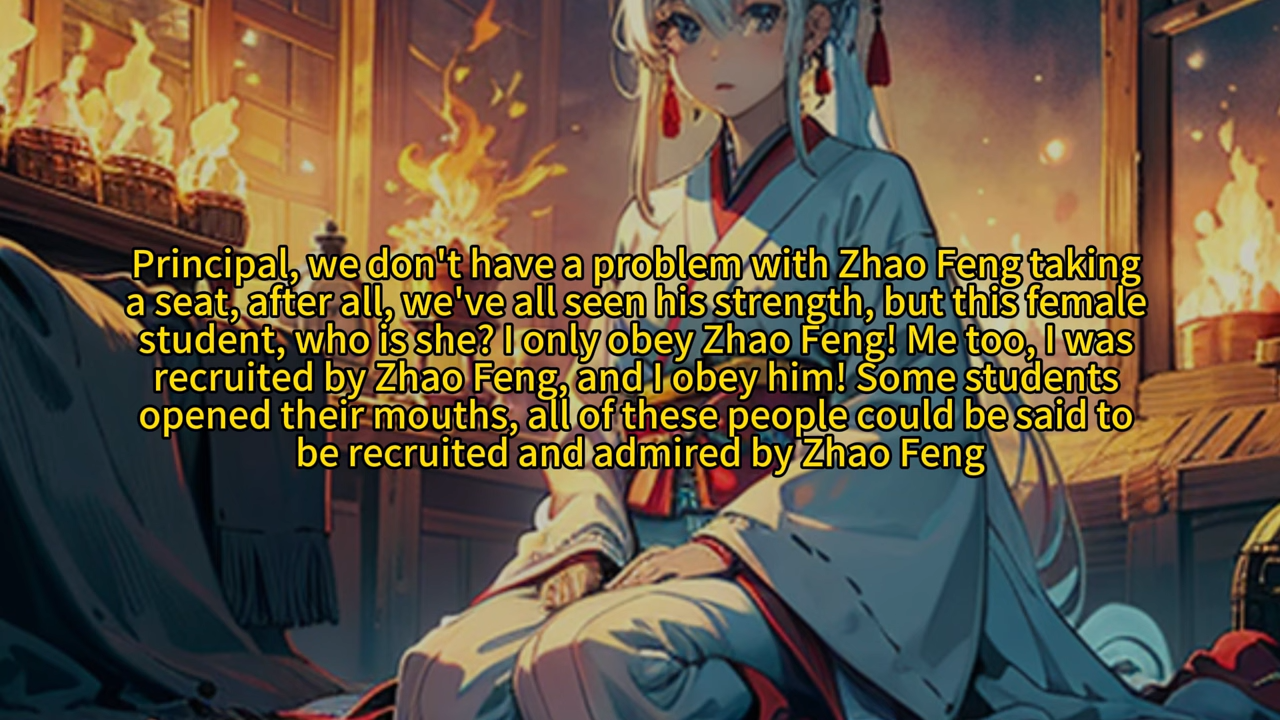 Principal, we don't have a problem with Zhao Feng taking
a seat, after all, we've all seen his strength, but this female
student, who is she? I only obey Zhao Feng! Me too, I was
recruited by Zhao Feng, and I obey him! Some students
opened their mouths, all of these people could be said to
be recruited and admired by Zhao Feng